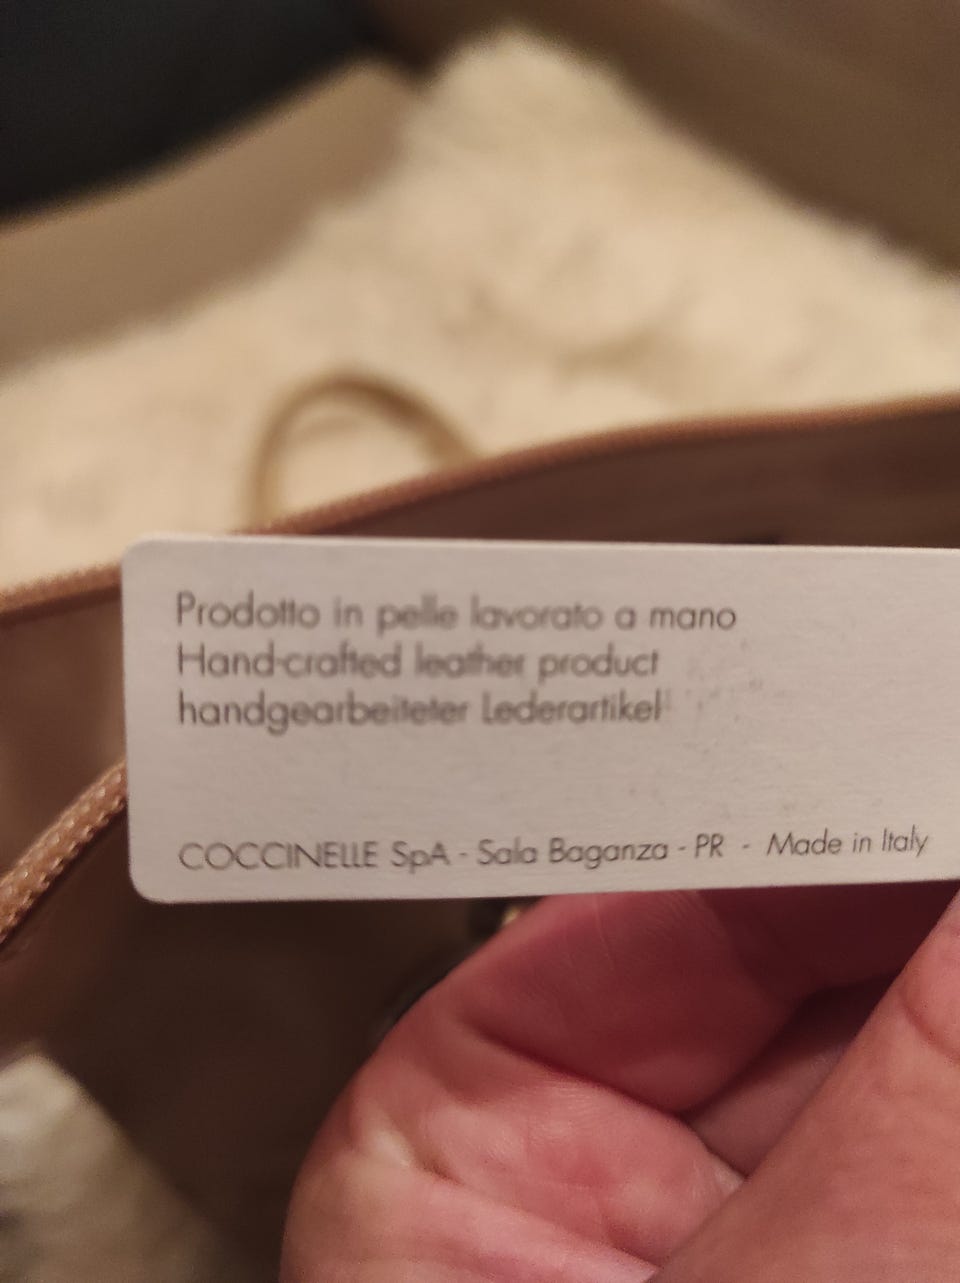 Prodotto in pelle lavorato a mano
Hand-crafted leather product
handgearbeiteter Lederartikel
COCCINELLE SpA - Sala Baganza - PR - Made in Italy